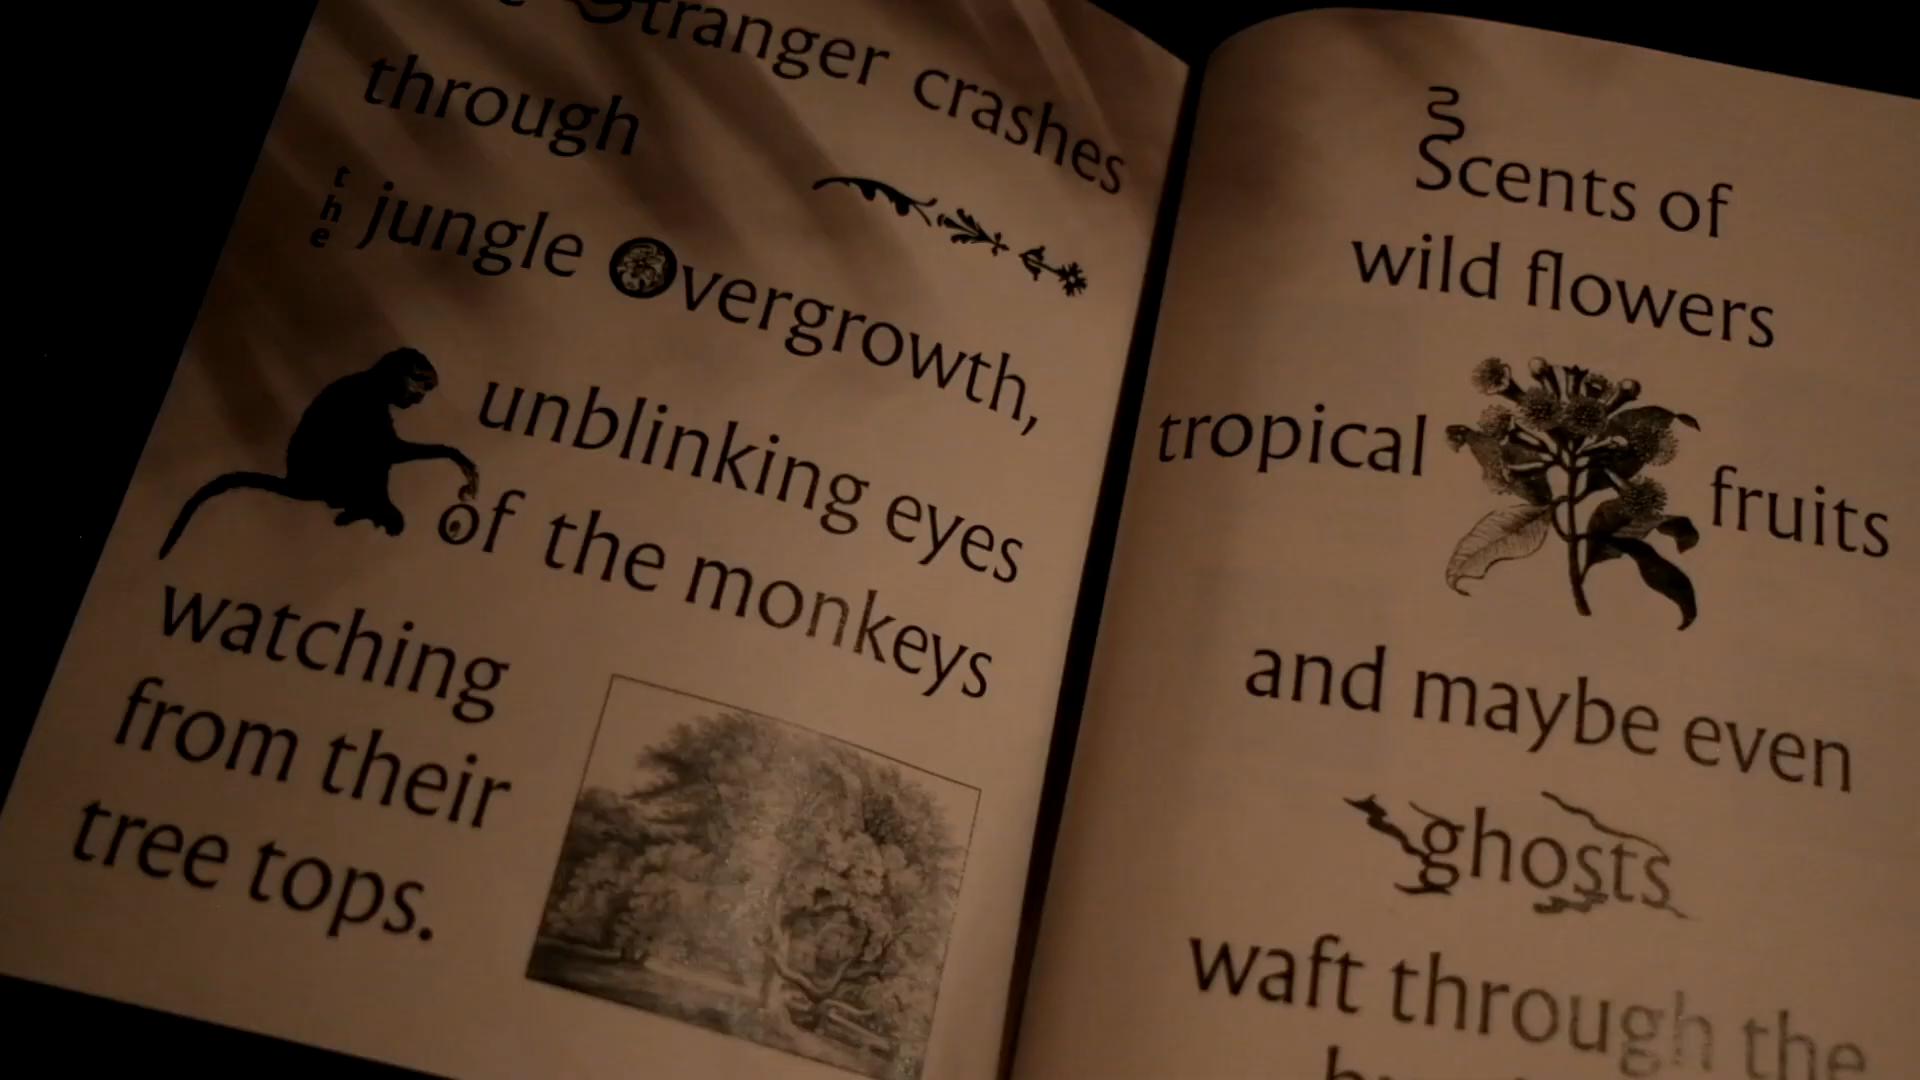 Stranger crashes
through
the jungle Overgrowth,
unblinking eyes
of the monkeys
watching
from their
tree tops.
Scents of
wild flowers
tropical fruits
and maybe even
ghosts
waft through the